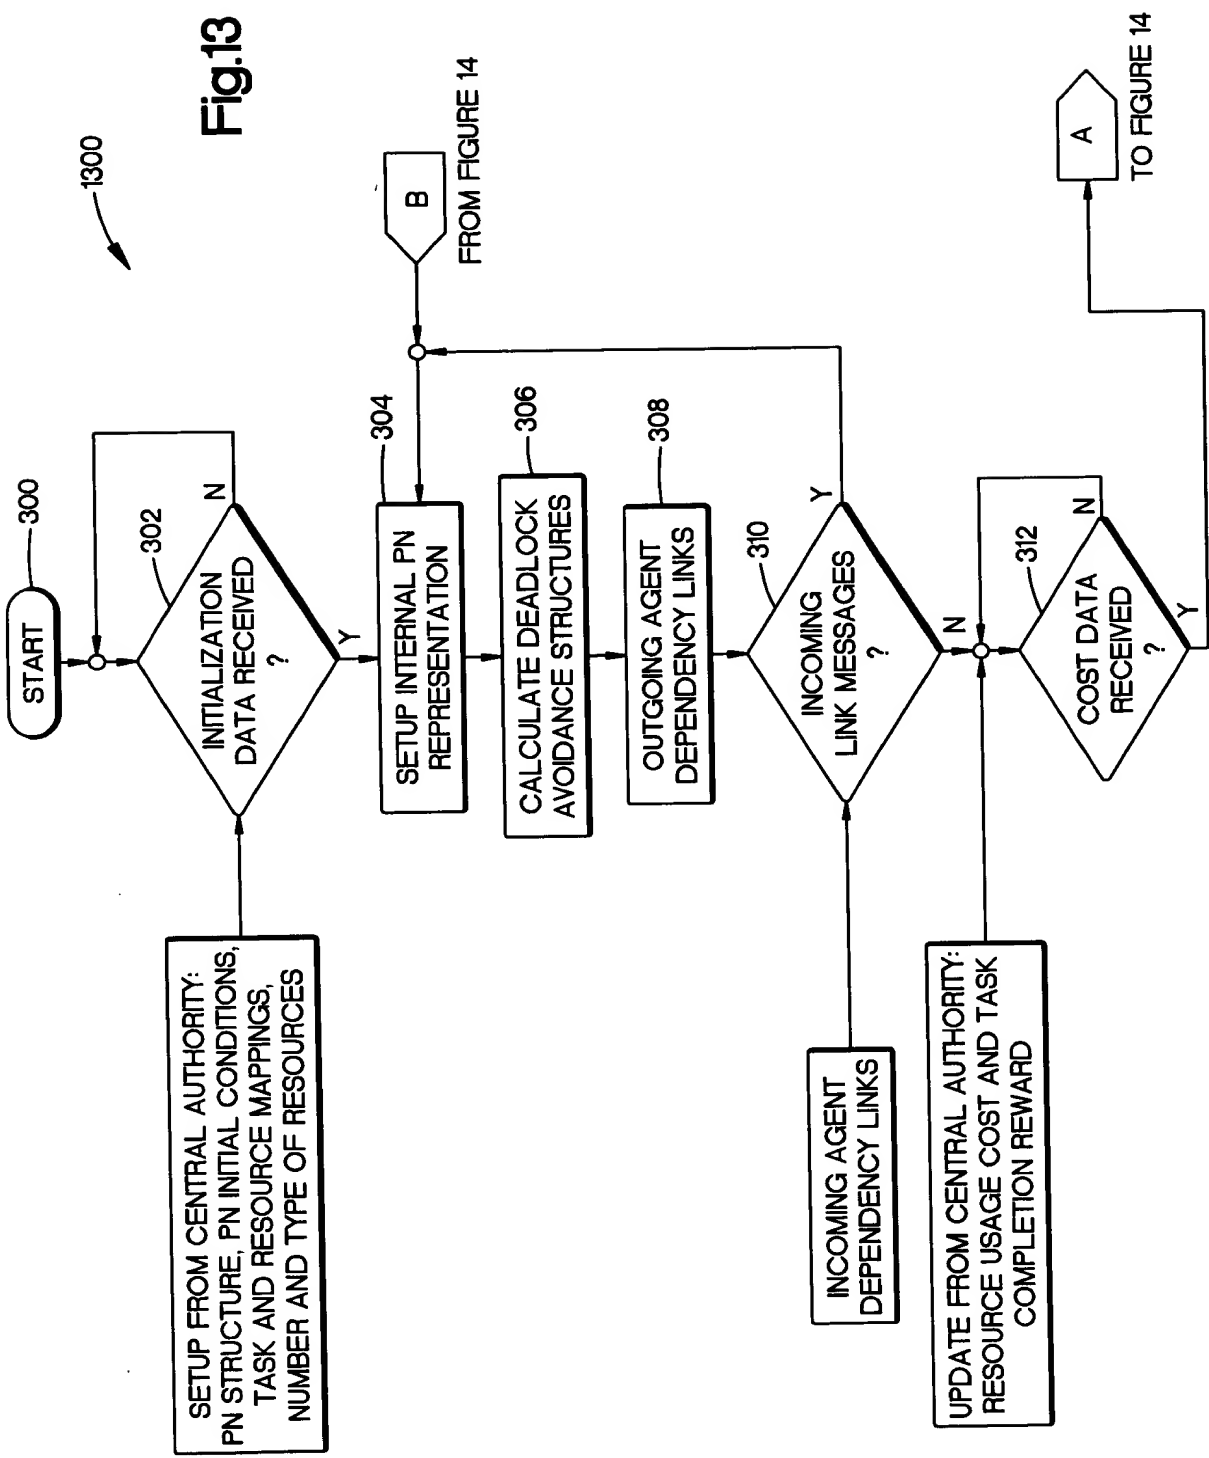 Fig.13
1300
START
300
INITIALIZATION
DATA RECEIVED
?
302
N
Y
SETUP FROM CENTRAL AUTHORITY:
PN STRUCTURE, PN INITIAL CONDITIONS,
TASK AND RESOURCE MAPPINGS,
NUMBER AND TYPE OF RESOURCES
SETUP INTERNAL PN
REPRESENTATION
304
B
FROM FIGURE 14
CALCULATE DEADLOCK
AVOIDANCE STRUCTURES
306
OUTGOING AGENT
DEPENDENCY LINKS
308
INCOMING
LINK MESSAGES
?
310
Y
N
INCOMING AGENT
DEPENDENCY LINKS
UPDATE FROM CENTRAL AUTHORITY:
RESOURCE USAGE COST AND TASK
COMPLETION REWARD
COST DATA
RECEIVED
?
312
N
Y
A
TO FIGURE 14